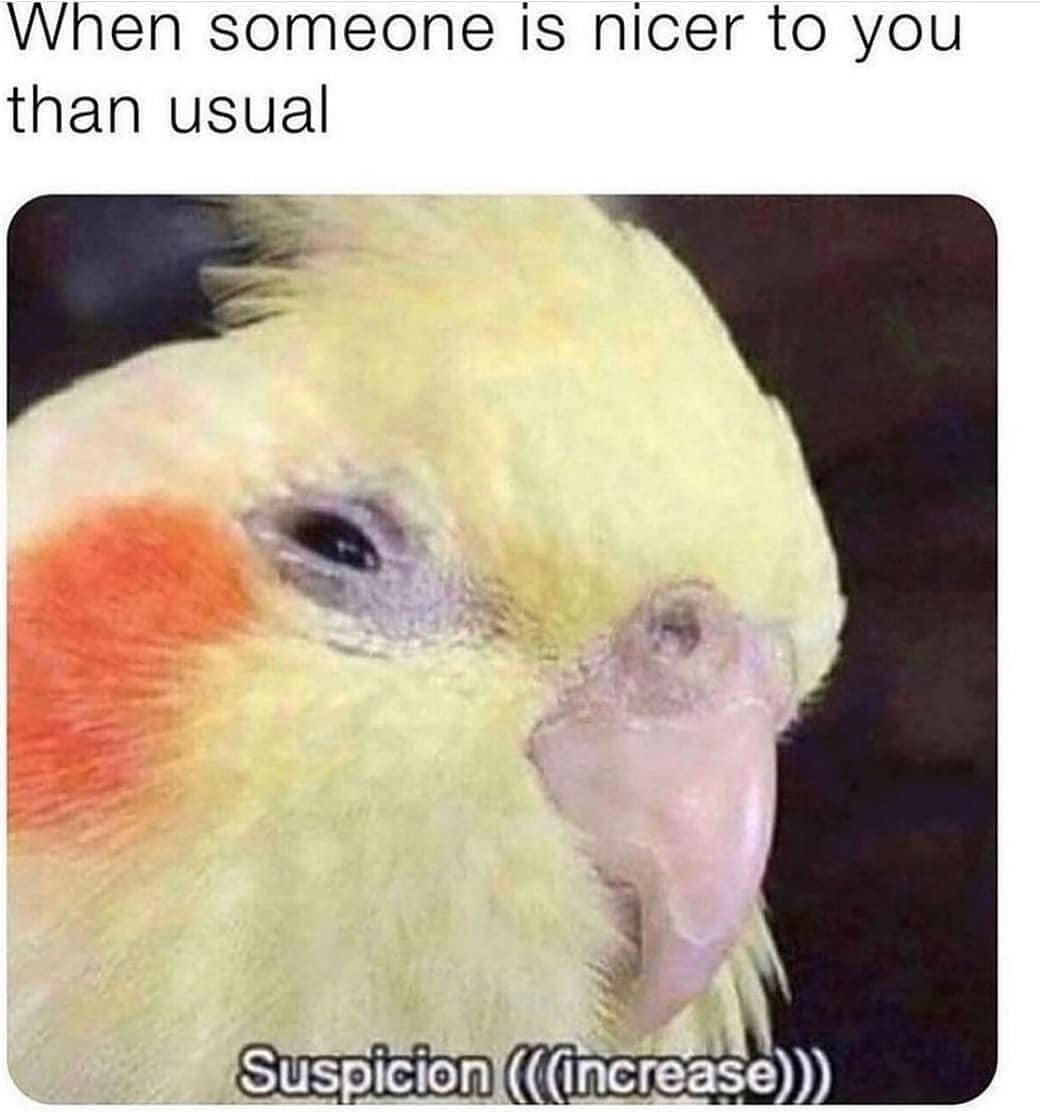 When someone is nicer to you
than usual
Suspicion ((((increase))))